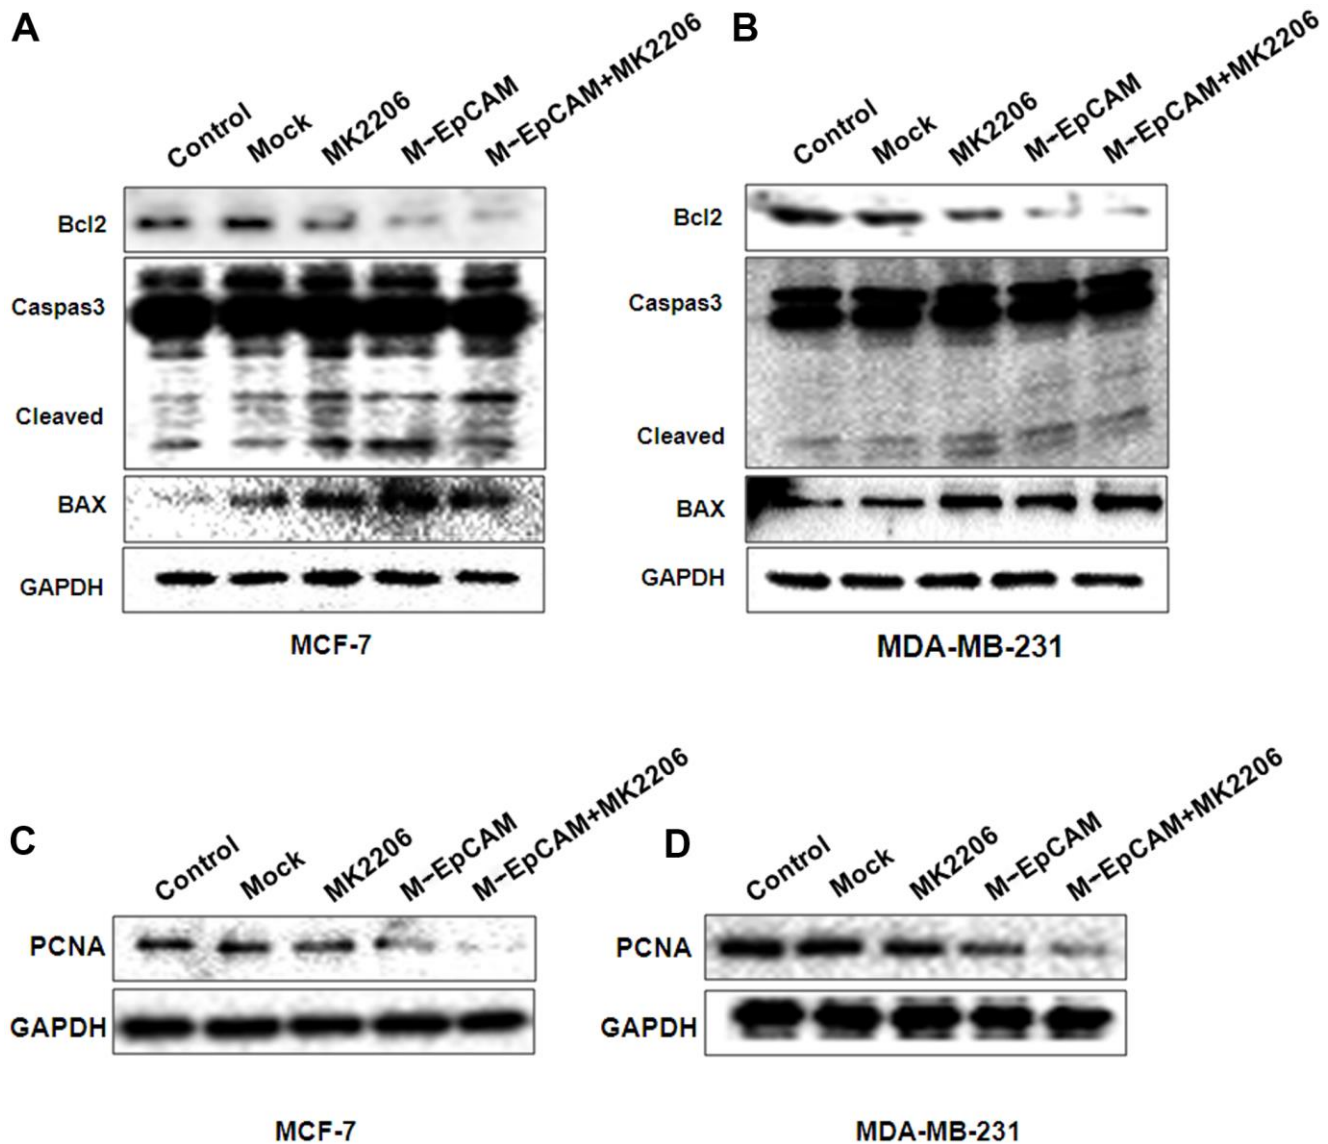 A
Control
Mock
MK2206
M-EpCAM
M-EpCAM+MK2206
Bcl2
Caspas3
Cleaved
BAX
GAPDH
MCF-7
B
Control
Mock
MK2206
M-EpCAM
M-EpCAM+MK2206
Bcl2
Caspas3
Cleaved
BAX
GAPDH
MDA-MB-231
C
Control
Mock
MK2206
M-EpCAM
M-EpCAM+MK2206
PCNA
GAPDH
MCF-7
D
Control
Mock
MK2206
M-EpCAM
M-EpCAM+MK2206
PCNA
GAPDH
MDA-MB-231